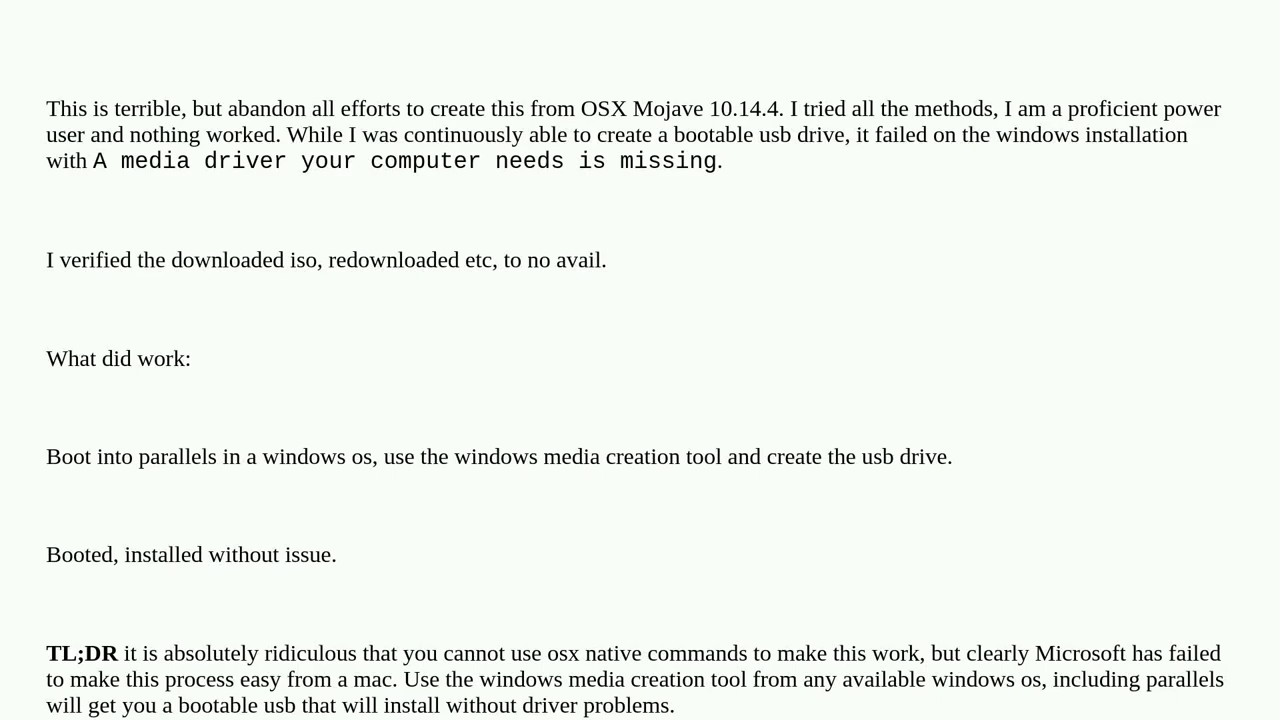 This is terrible, but abandon all efforts to create this from OSX Mojave 10.14.4. I tried all the methods, I am a proficient power
user and nothing worked. While I was continuously able to create a bootable usb drive, it failed on the windows installation
with A media driver your computer needs is missing.
I verified the downloaded iso, redownloaded etc, to no avail.
What did work:
Boot into parallels in a windows os, use the windows media creation tool and create the usb drive.
Booted, installed without issue.
TL;DR it is absolutely ridiculous that you cannot use osx native commands to make this work, but clearly Microsoft has failed
to make this process easy from a mac. Use the windows media creation tool from any available windows os, including parallels
will get you a bootable usb that will install without driver problems.